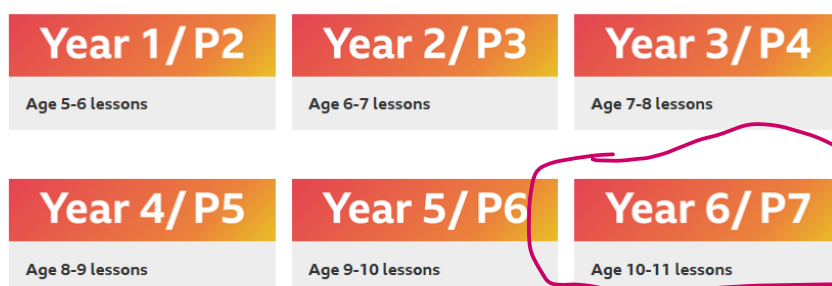 Year 1/ P2
Year 2/ P3
Year 3/ P4
Age 5-6 lessons
Age 6-7 lessons
Age 7-8 lessons
Year 4/ P5
Year 5/ P6
Year 6/ P7
Age 8-9 lessons
Age 9-10 lessons
Age 10-11 lessons